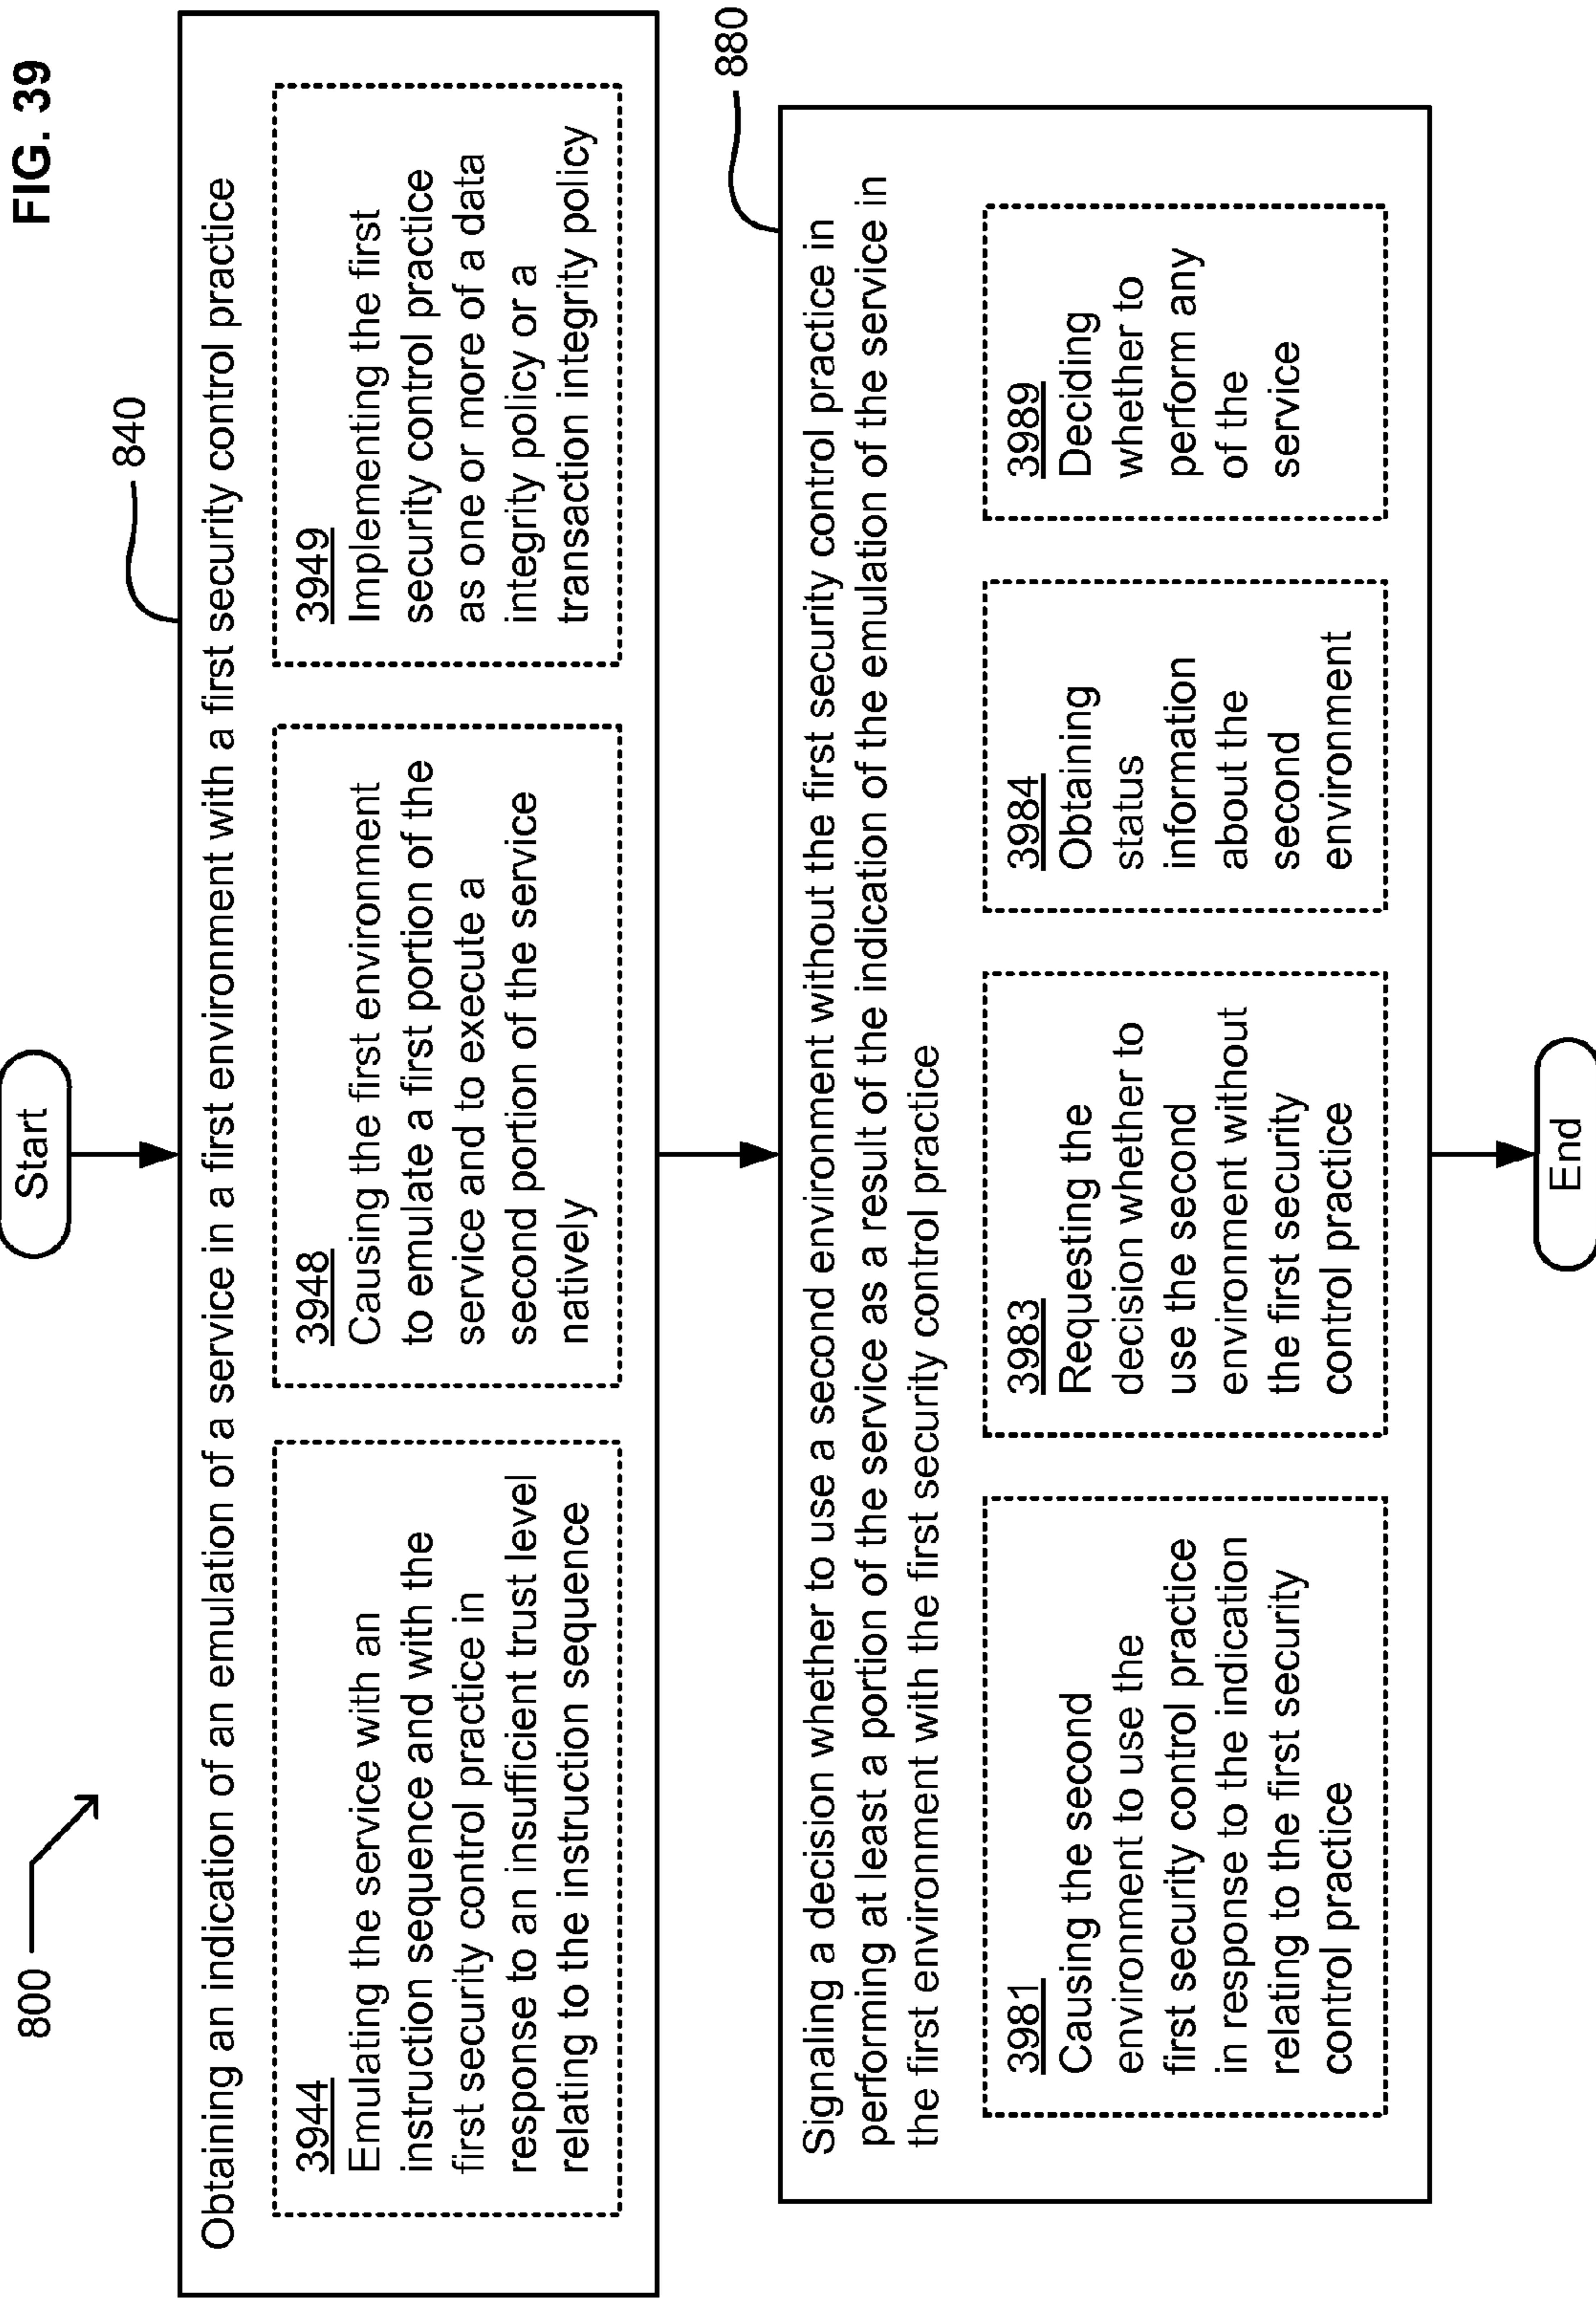 FIG. 39
800
Start
840
Obtaining an indication of an emulation of a service in a first environment with a first security control practice
3944
Emulating the service with an
instruction sequence and with the
first security control practice in
response to an insufficient trust level
relating to the instruction sequence
3948
Causing the first environment
to emulate a first portion of the
service and to execute a
second portion of the service
natively
3949
Implementing the first
security control practice
as one or more of a data
integrity policy or a
transaction integrity policy
880
Signaling a decision whether to use a second environment without the first security control practice in
performing at least a portion of the service as a result of the indication of the emulation of the service in
the first environment with the first security control practice
3981
Causing the second
environment to use the
first security control practice
in response to the indication
relating to the first security
control practice
3983
Requesting the
decision whether to
use the second
environment without
the first security
control practice
3984
Obtaining
status
information
about the
second
environment
3989
Deciding
whether to
perform any
of the
service
End